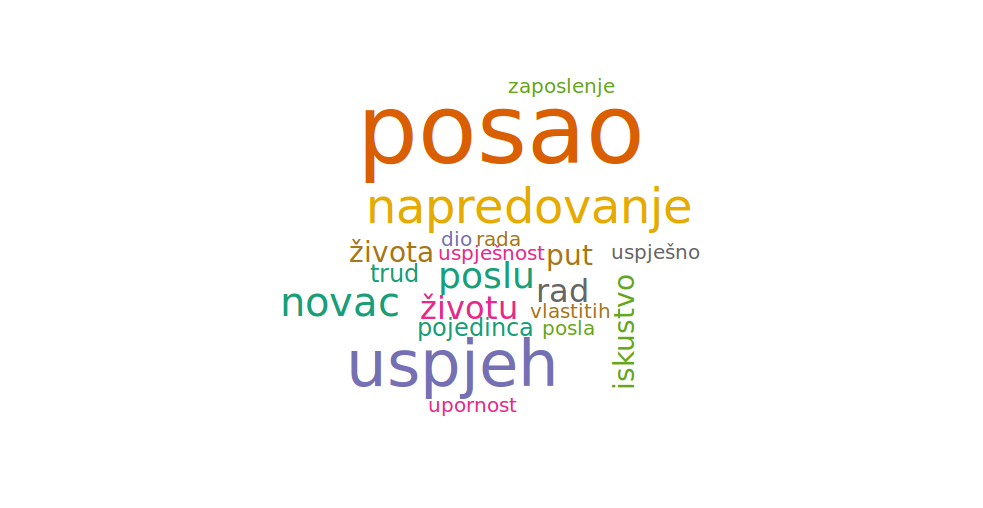 zaposlenje
posao
napredovanje
dio rada
života uspješnost put uspješno
trud poslu
novac životu rad
vlastitih
pojedinca posla
iskustvo
uspjeh
upornost